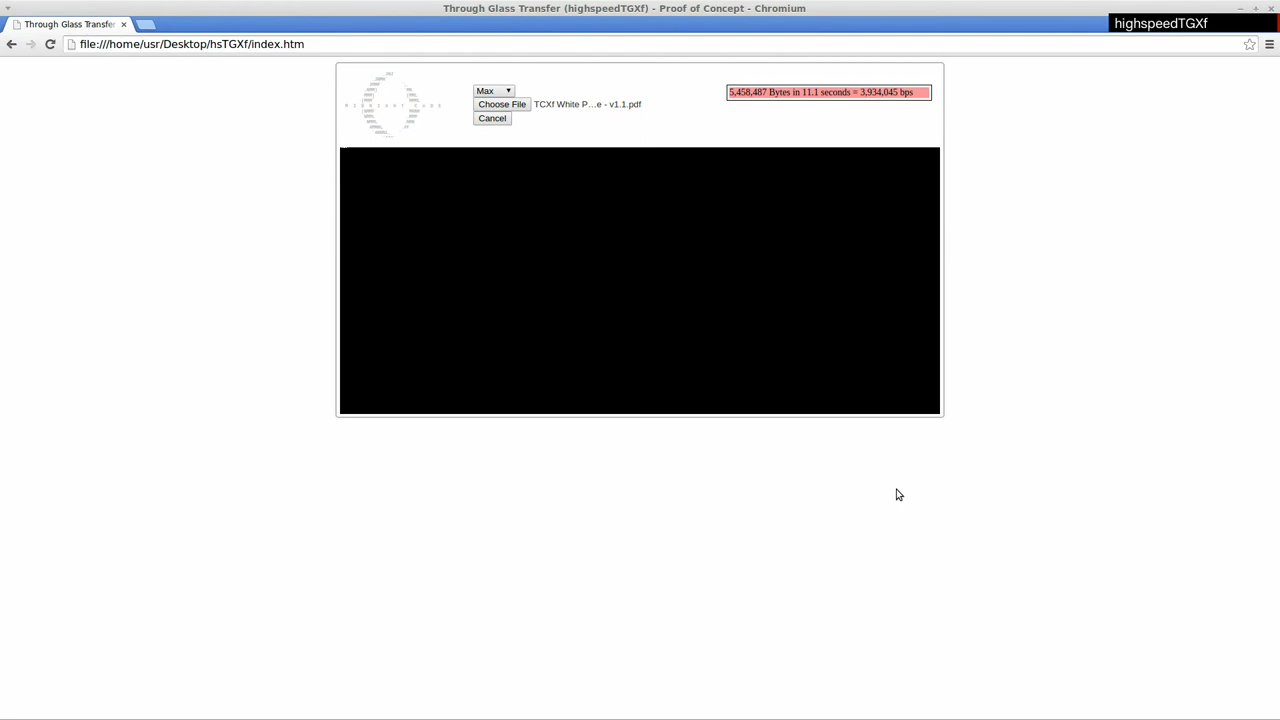 Through Glass Transfer (highspeedTGXf) - Proof of Concept - Chromium
Through Glass Transfer
highspeedTGXf
file:///home/usr/Desktop/hsTGXf/index.htm
Max
Choose File TCXf White P…e - v1.1.pdf
Cancel
5,458,487 Bytes in 11.1 seconds = 3,934,045 bps
M I D N I G H T C O D E